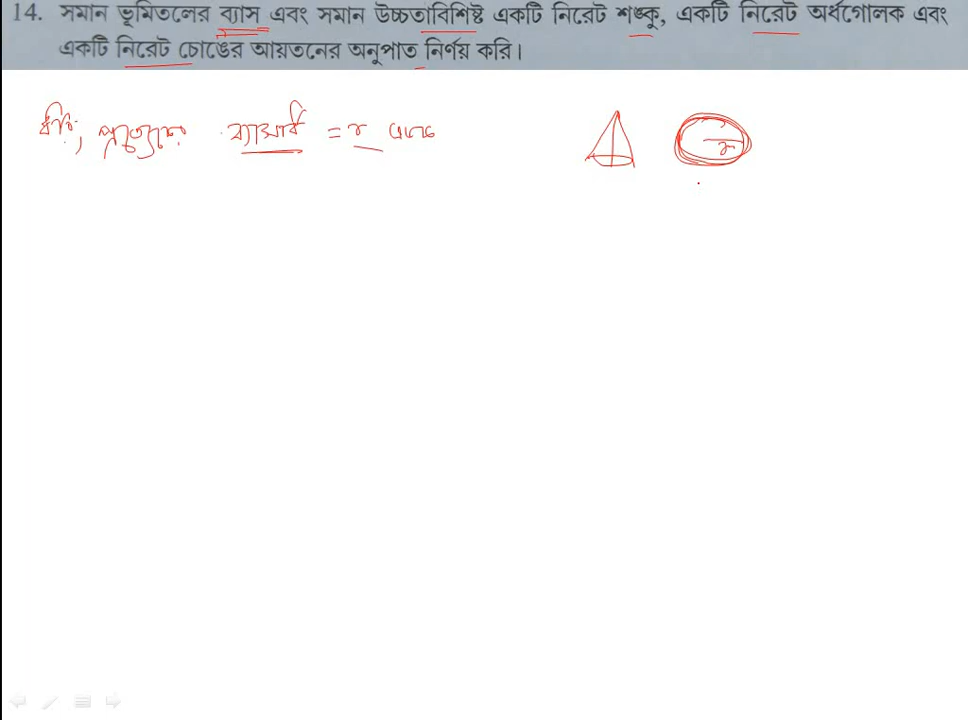 14. সমান ভূমিতলের ব্যাস এবং সমান উচ্চতাবিশিষ্ট একটি নিরেট শঙ্কু, একটি নিরেট অর্ধগোলক এবং
একটি নিরেট চোঙের আয়তনের অনুপাত নির্ণয় করি।
ধরি, প্রত্যেকের ব্যাসার্ধ = r একক
r